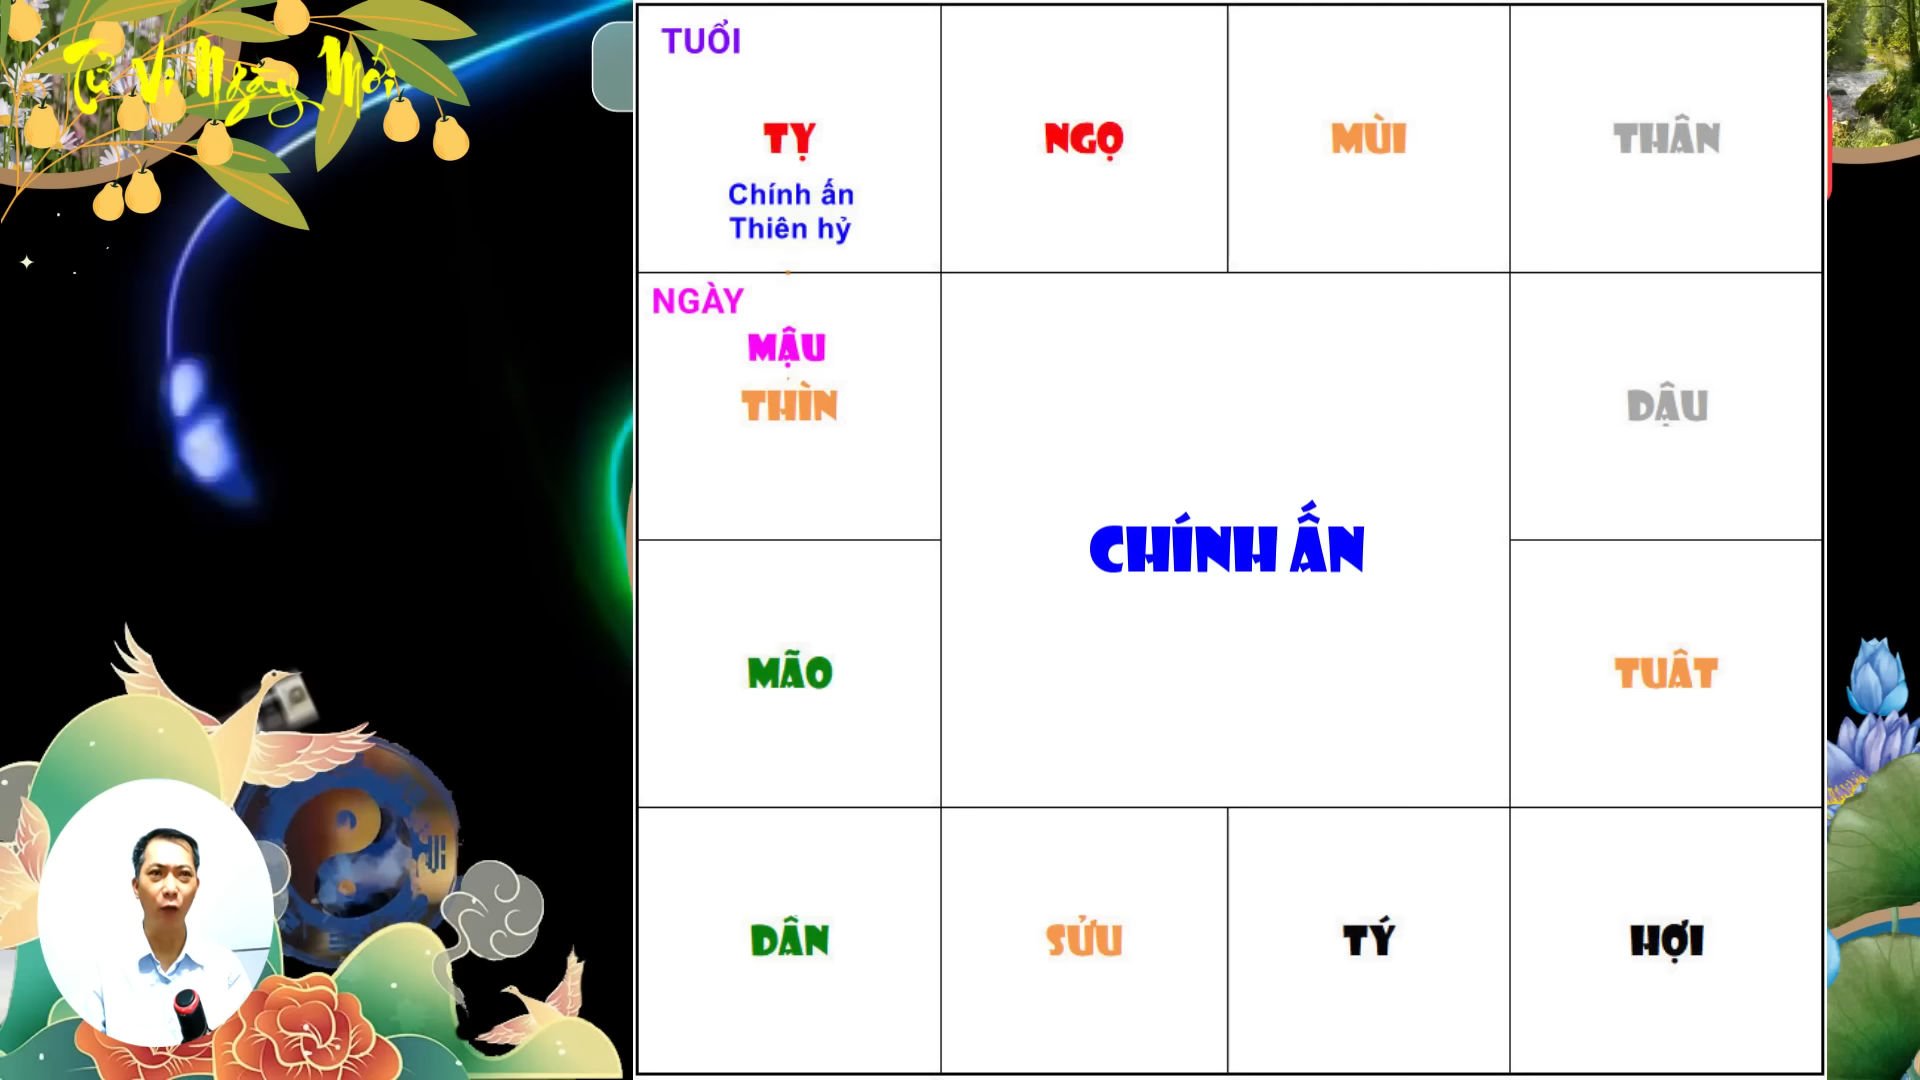 Tử Vi Ngày Mới
TUỔI
TỴ
Chính ấn
Thiên hỷ
NGỌ
MÙI
THÂN
NGÀY
MẬU
THÌN
DẬU
CHÍNH ẤN
MÃO
TUẤT
DẦN
SỬU
TÝ
HỢI